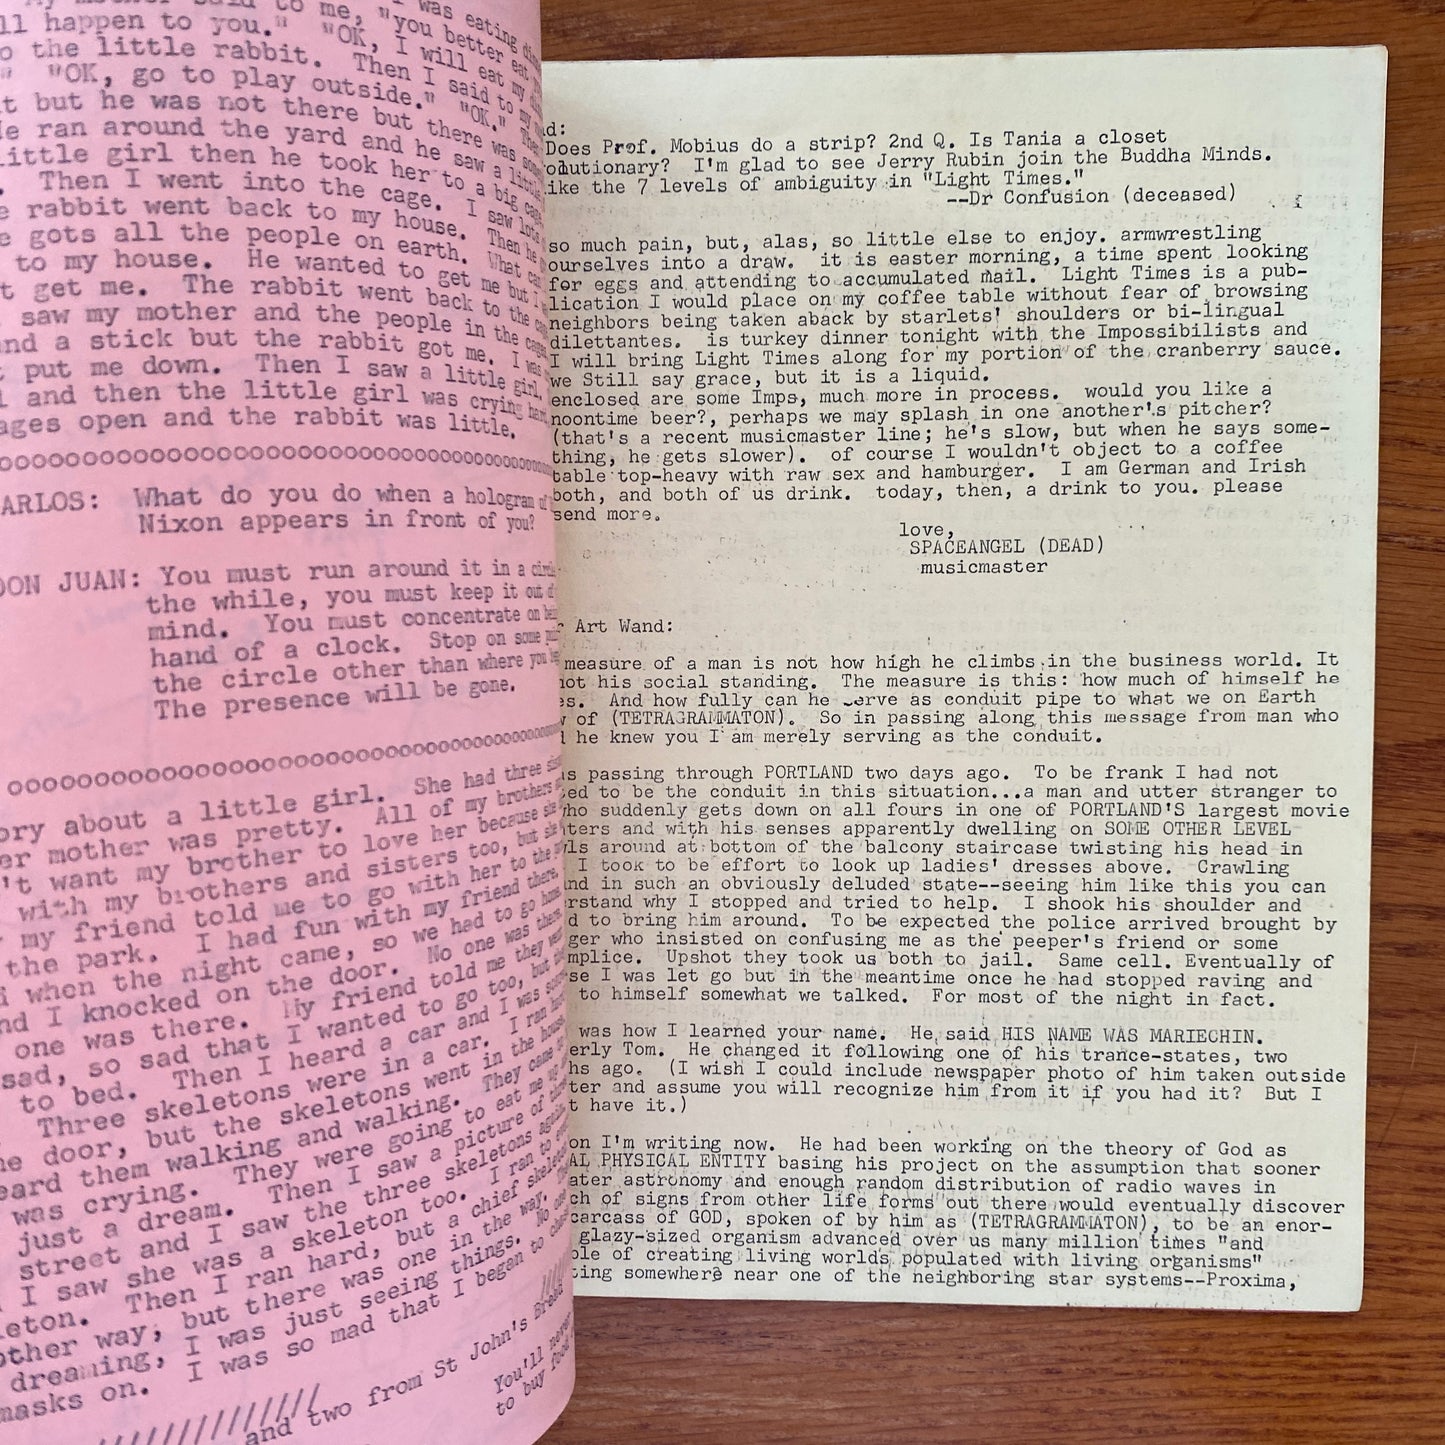 My mother said to me, "you better eat
ll happen to you." "OK, I will eat my
o the little rabbit. Then I said to my
" "OK, go to play outside." "OK."
t but he was not there but there was
e ran around the yard and he saw a little
ittle girl then he took her to a big cage
. Then I went into the cage. I saw lots
e rabbit went back to my house. Then he
e gots all the people on earth. What
to my house. He wanted to get me but I
t get me. The rabbit went back to the
saw my mother and the people in the cage
nd a stick but the rabbit got me. I was
t put me down. Then I saw a little girl.
l and then the little girl was crying hard
ages open and the rabbit was little.
ooooooooooooooooooooooooooooooooooooooooooo
ARLOS: What do you do when a hologram of
Nixon appears in front of you?
DON JUAN: You must run around it in a
the while, you must keep it out of
mind. You must concentrate on
hand of a clock. Stop on some
the circle other than where you
The presence will be gone.
ooooooooooooooooooooooooooooooooooooooooooo
ory about a little girl. She had three
er mother was pretty. All of my brothers
't want my brother to love her because she
with my brothers and sisters too, but she
my friend told me to go with her to the
the park. I had fun with my friend there.
d when the night came, so we had to go home
nd I knocked on the door. No one was there.
one was there. My friend told me they
sad, so sad that I wanted to go too, but
to bed. Then I heard a car and I was
Three skeletons were in a car. I ran
he door, but the skeletons went in the house.
eard them walking and walking. They came
was crying. They were going to eat me up
just a dream. Then I saw a picture of the
street and I saw the three skeletons again.
I saw she was a skeleton too. I ran to
leton. Then I ran hard, but a chief skeleton
other way, but there was one in the way.
dreaming, I was just seeing things. No one
masks on. I was so mad that I began to
and two from St John's Bread
You'll never
to buy food
d:
Does Prof. Mobius do a strip? 2nd Q. Is Tania a closet
olutionary? I'm glad to see Jerry Rubin join the Buddha Minds.
ike the 7 levels of ambiguity in "Light Times."
--Dr Confusion (deceased)
so much pain, but, alas, so little else to enjoy. armwrestling
ourselves into a draw. it is easter morning, a time spent looking
for eggs and attending to accumulated mail. Light Times is a pub-
lication I would place on my coffee table without fear of browsing
neighbors being taken aback by starlets' shoulders or bi-lingual
dilettantes. is turkey dinner tonight with the Impossibilists and
I will bring Light Times along for my portion of the cranberry sauce.
we Still say grace, but it is a liquid.
enclosed are some Imps, much more in process. would you like a
noontime beer?, perhaps we may splash in one another's pitcher?
(that's a recent musicmaster line; he's slow, but when he says some-
thing, he gets slower). of course I wouldn't object to a coffee
table top-heavy with raw sex and hamburger. I am German and Irish
both, and both of us drink. today, then, a drink to you. please
send more.
love,
SPACEANGEL (DEAD)
musicmaster
r Art Wand:
measure of a man is not how high he climbs in the business world. It
not his social standing. The measure is this: how much of himself he
es. And how fully can he serve as conduit pipe to what we on Earth
w of (TETRAGRAMMATON). So in passing along this message from man who
d he knew you I am merely serving as the conduit.
as passing through PORTLAND two days ago. To be frank I had not
ed to be the conduit in this situation...a man and utter stranger to
ho suddenly gets down on all fours in one of PORTLAND'S largest movie
ters and with his senses apparently dwelling on SOME OTHER LEVEL
ls around at bottom of the balcony staircase twisting his head in
I took to be effort to look up ladies' dresses above. Crawling
nd in such an obviously deluded state--seeing him like this you can
rstand why I stopped and tried to help. I shook his shoulder and
d to bring him around. To be expected the police arrived brought by
ger who insisted on confusing me as the peeper's friend or some
mplice. Upshot they took us both to jail. Same cell. Eventually of
se I was let go but in the meantime once he had stopped raving and
to himself somewhat we talked. For most of the night in fact.
was how I learned your name. He said HIS NAME WAS MARIECHIN.
erly Tom. He changed it following one of his trance-states, two
hs ago. (I wish I could include newspaper photo of him taken outside
ter and assume you will recognize him from it if you had it? But I
t have it.)
on I'm writing now. He had been working on the theory of God as
AL PHYSICAL ENTITY basing his project on the assumption that sooner
ater astronomy and enough random distribution of radio waves in
ch of signs from other life forms out there would eventually discover
carcass of GOD, spoken of by him as (TETRAGRAMMATON), to be an enor-
glazy-sized organism advanced over us many million times "and
ble of creating living worlds populated with living organisms"
ting somewhere near one of the neighboring star systems--Proxima,